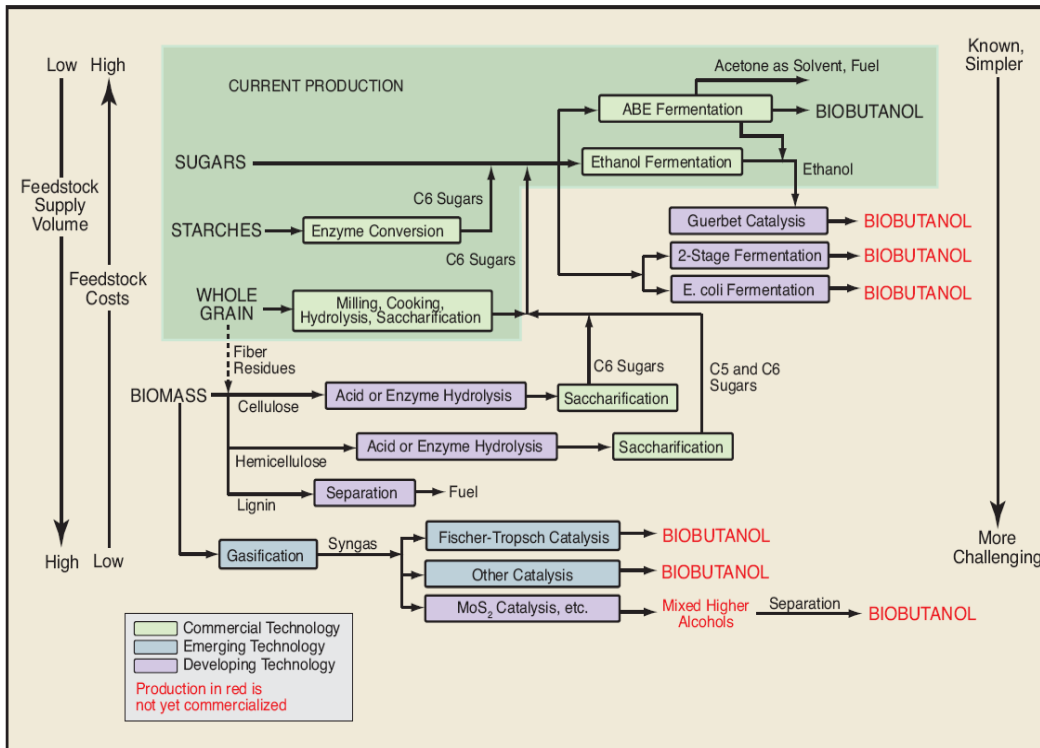 Low High
Feedstock
Supply
Volume
Feedstock
Costs
High Low
CURRENT PRODUCTION
Acetone as Solvent, Fuel
ABE Fermentation
BIOBUTANOL
SUGARS
Ethanol Fermentation
Ethanol
C6 Sugars
STARCHES
Enzyme Conversion
C6 Sugars
Guerbet Catalysis
BIOBUTANOL
2-Stage Fermentation
BIOBUTANOL
E. coli Fermentation
BIOBUTANOL
WHOLE
GRAIN
Milling, Cooking,
Hydrolysis, Saccharification
Fiber
Residues
C6 Sugars
C5 and C6
Sugars
BIOMASS
Cellulose
Acid or Enzyme Hydrolysis
Saccharification
Hemicellulose
Acid or Enzyme Hydrolysis
Saccharification
Lignin
Separation
Fuel
Gasification
Syngas
Fischer-Tropsch Catalysis
BIOBUTANOL
Other Catalysis
BIOBUTANOL
MoS2 Catalysis, etc.
Mixed Higher
Alcohols
Separation
BIOBUTANOL
Known,
Simpler
More
Challenging
Commercial Technology
Emerging Technology
Developing Technology
Production in red is
not yet commercialized